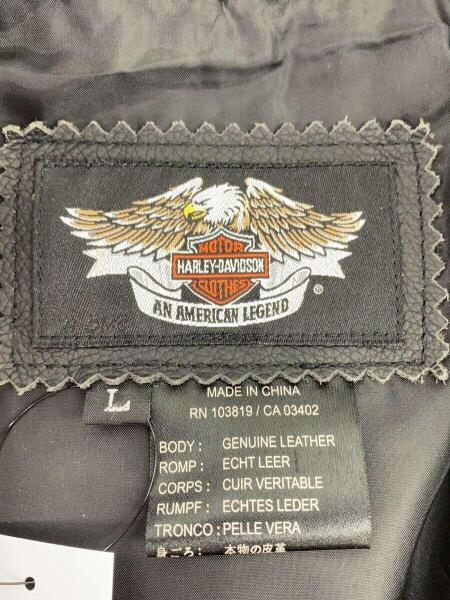 MOTOR
HARLEY-DAVIDSON
CLOTHES
®
AN AMERICAN LEGEND
L
MADE IN CHINA
RN 103819 / CA 03402
BODY : GENUINE LEATHER
ROMP : ECHT LEER
CORPS : CUIR VERITABLE
RUMPF : ECHTES LEDER
TRONCO : PELLE VERA
身ごろ : 本物の皮革